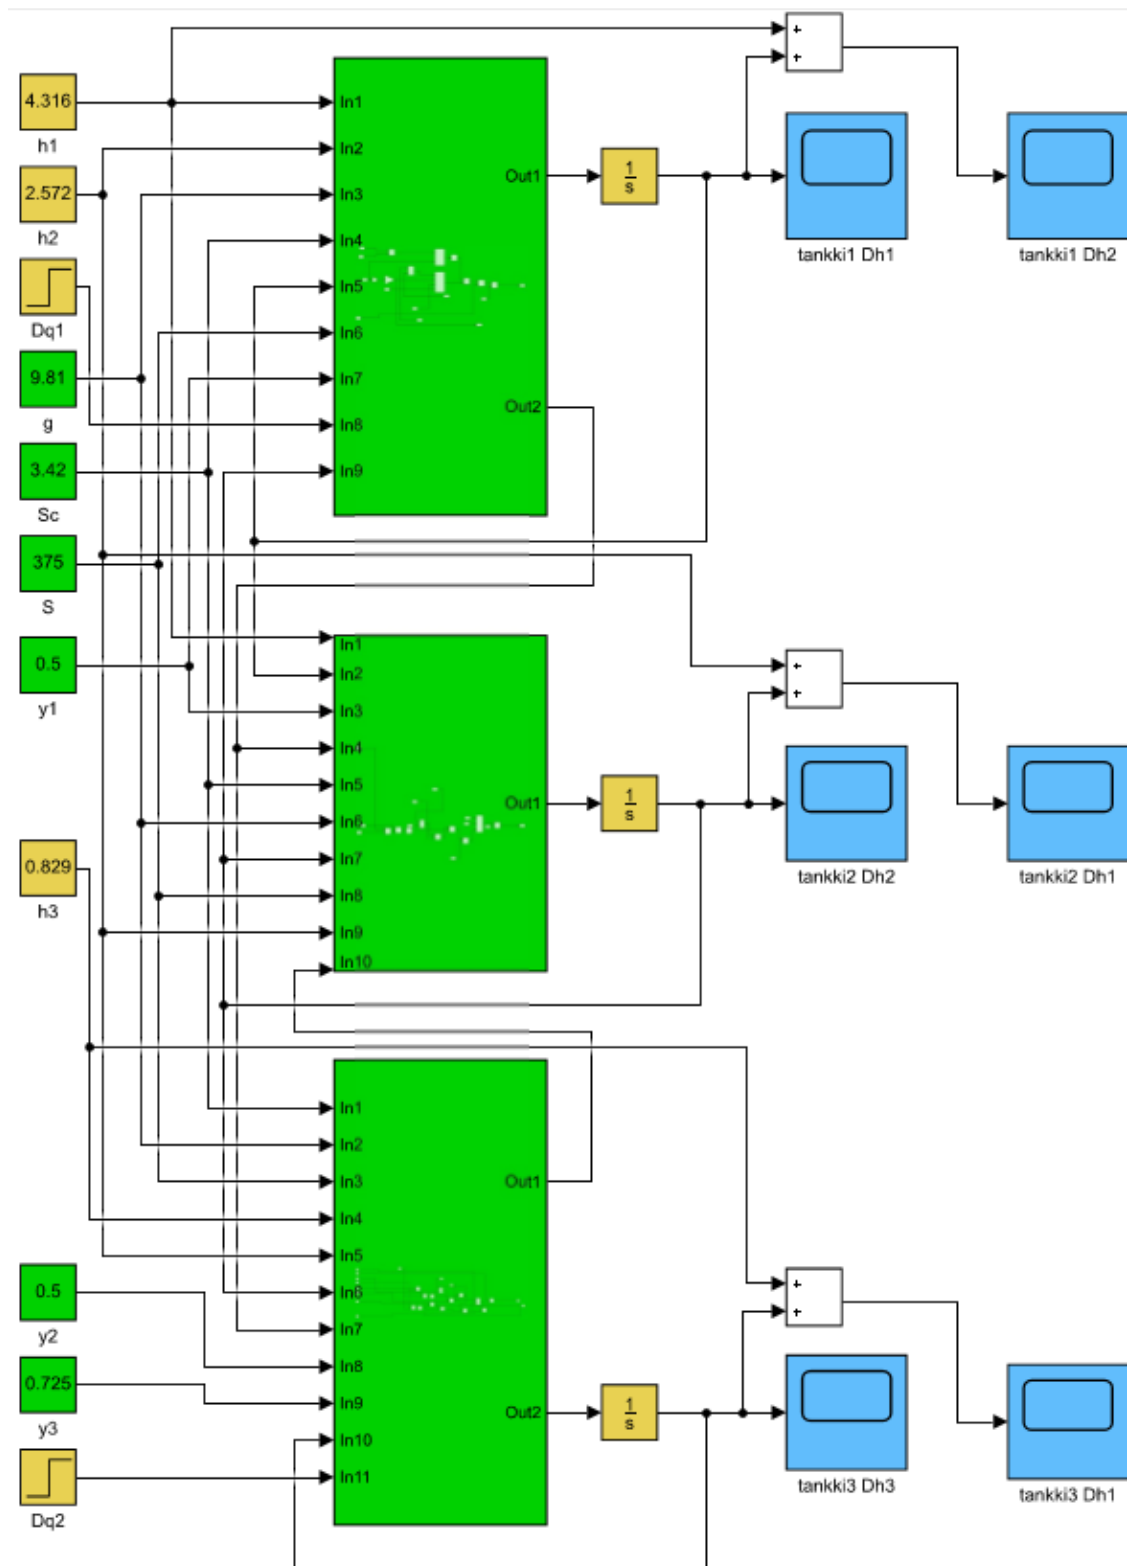 4.316
h1
2.572
h2
Dq1
9.81
g
3.42
Sc
375
S
0.5
y1
0.829
h3
0.5
y2
0.725
y3
Dq2
In1
In2
In3
In4
In5
In6
In7
In8
In9
Out1
Out2
1
s
+
+
tankki1 Dh1
tankki1 Dh2
In1
In2
In3
In4
In5
In6
In7
In8
In9
In10
Out1
1
s
+
+
tankki2 Dh2
tankki2 Dh1
In1
In2
In3
In4
In5
In6
In7
In8
In9
In10
In11
Out1
Out2
1
s
+
+
tankki3 Dh3
tankki3 Dh1